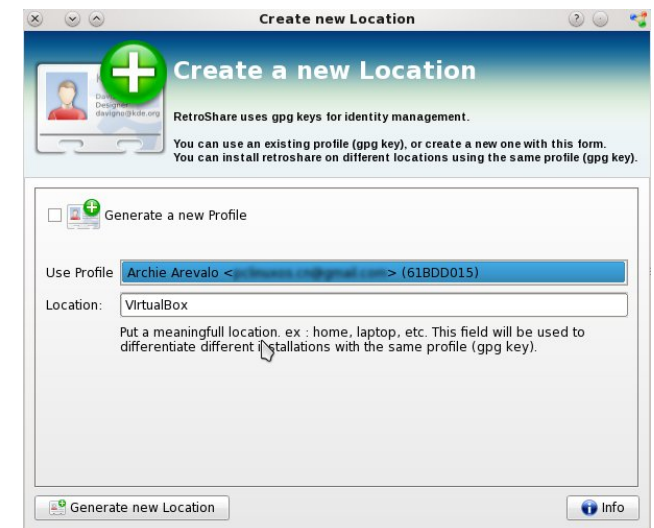 Create new Location
Create a new Location
Designer
davigno@kde.org
RetroShare uses gpg keys for identity management.
You can use an existing profile (gpg key), or create a new one with this form.
You can install retroshare on different locations using the same profile (gpg key).
Generate a new Profile
Use Profile Archie Arevalo < > (61BDD015)
Location: VIrtualBox
Put a meaningfull location. ex : home, laptop, etc. This field will be used to
differentiate different installations with the same profile (gpg key).
Generate new Location
Info